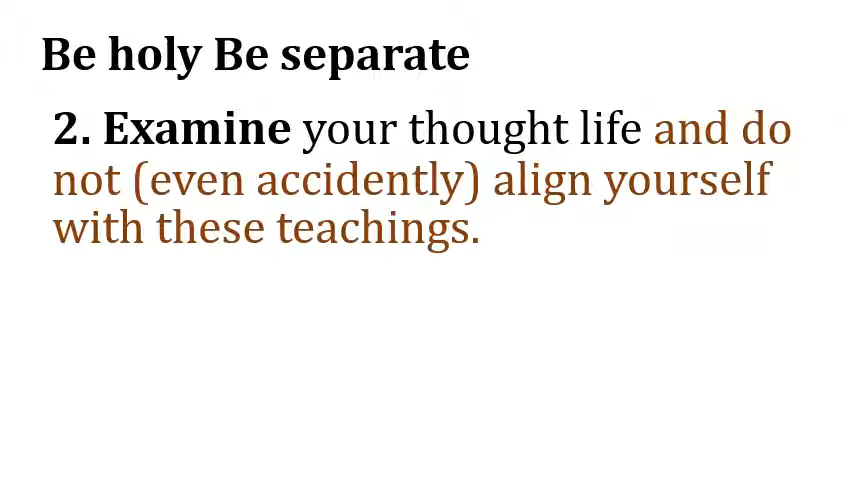 Be holy Be separate
2. Examine your thought life and do
not (even accidently) align yourself
with these teachings.